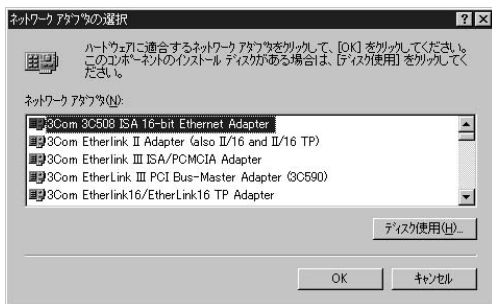 ネットワーク アダプタの選択
ハードウェアに適合するネットワーク アダプタをクリックして、[OK] をクリックしてください。
このコンポーネントのインストール ディスクがある場合は、[ディスク使用] をクリックしてく
ださい。
ネットワーク アダプタ(N):
3Com 3C508 ISA 16-bit Ethernet Adapter
3Com Etherlink II Adapter (also II/16 and II/16 TP)
3Com Etherlink III ISA/PCMCIA Adapter
3Com EtherLink III PCI Bus-Master Adapter (3C590)
3Com Etherlink16/EtherLink16 TP Adapter
ディスク使用(H)...
OK
キャンセル